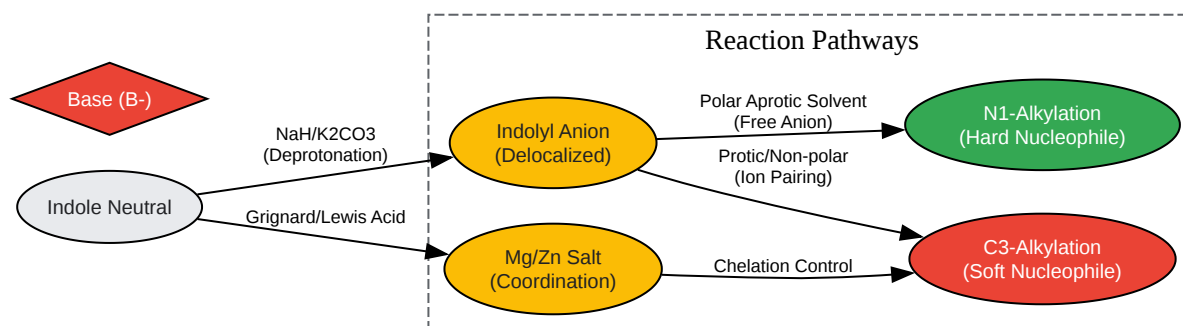 Reaction Pathways
Base (B-)
Indole Neutral
NaH/K2CO3
(Deprotonation)
Grignard/Lewis Acid
Indolyl Anion
(Delocalized)
Mg/Zn Salt
(Coordination)
Polar Aprotic Solvent
(Free Anion)
Protic/Non-polar
(Ion Pairing)
Chelation Control
N1-Alkylation
(Hard Nucleophile)
C3-Alkylation
(Soft Nucleophile)